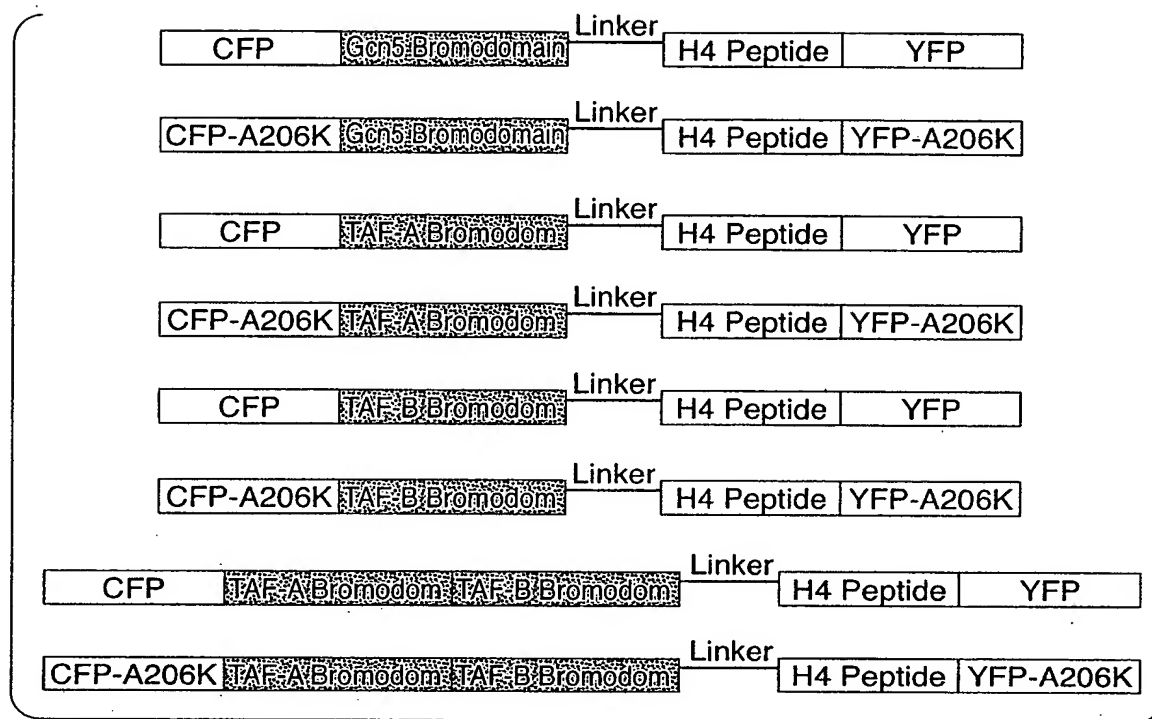 Linker
CFP Gcn5 Bromodomain H4 Peptide YFP
Linker
CFP-A206K Gcn5 Bromodomain H4 Peptide YFP-A206K
Linker
CFP TAF-A Bromodom H4 Peptide YFP
Linker
CFP-A206K TAF-A Bromodom H4 Peptide YFP-A206K
Linker
CFP TAF-B Bromodom H4 Peptide YFP
Linker
CFP-A206K TAF-B Bromodom H4 Peptide YFP-A206K
Linker
CFP TAF-A Bromodom TAF-B Bromodom H4 Peptide YFP
Linker
CFP-A206K TAF-A Bromodom TAF-B Bromodom H4 Peptide YFP-A206K